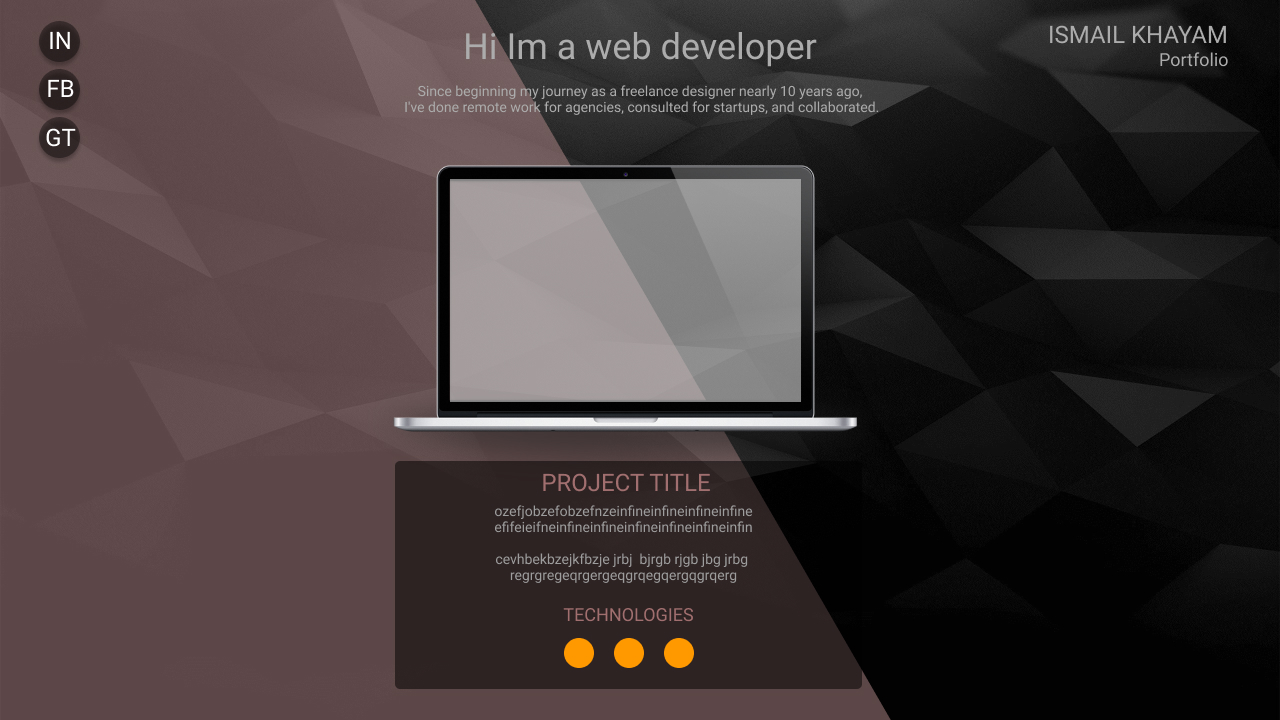 IN
FB
GT
Hi Im a web developer
Since beginning my journey as a freelance designer nearly 10 years ago,
I've done remote work for agencies, consulted for startups, and collaborated.
ISMAIL KHAYAM
Portfolio
PROJECT TITLE
ozefjobzefobzefnzeinfineinfineinfineinfine
efifeieifneinfineinfineinfineinfineinfineinfin
cevhbekbzejkfbzje jrbj  bjrgb rjgb jbg jrbg
regrgregeqrgergeqgrqegqergqgrqerg
TECHNOLOGIES